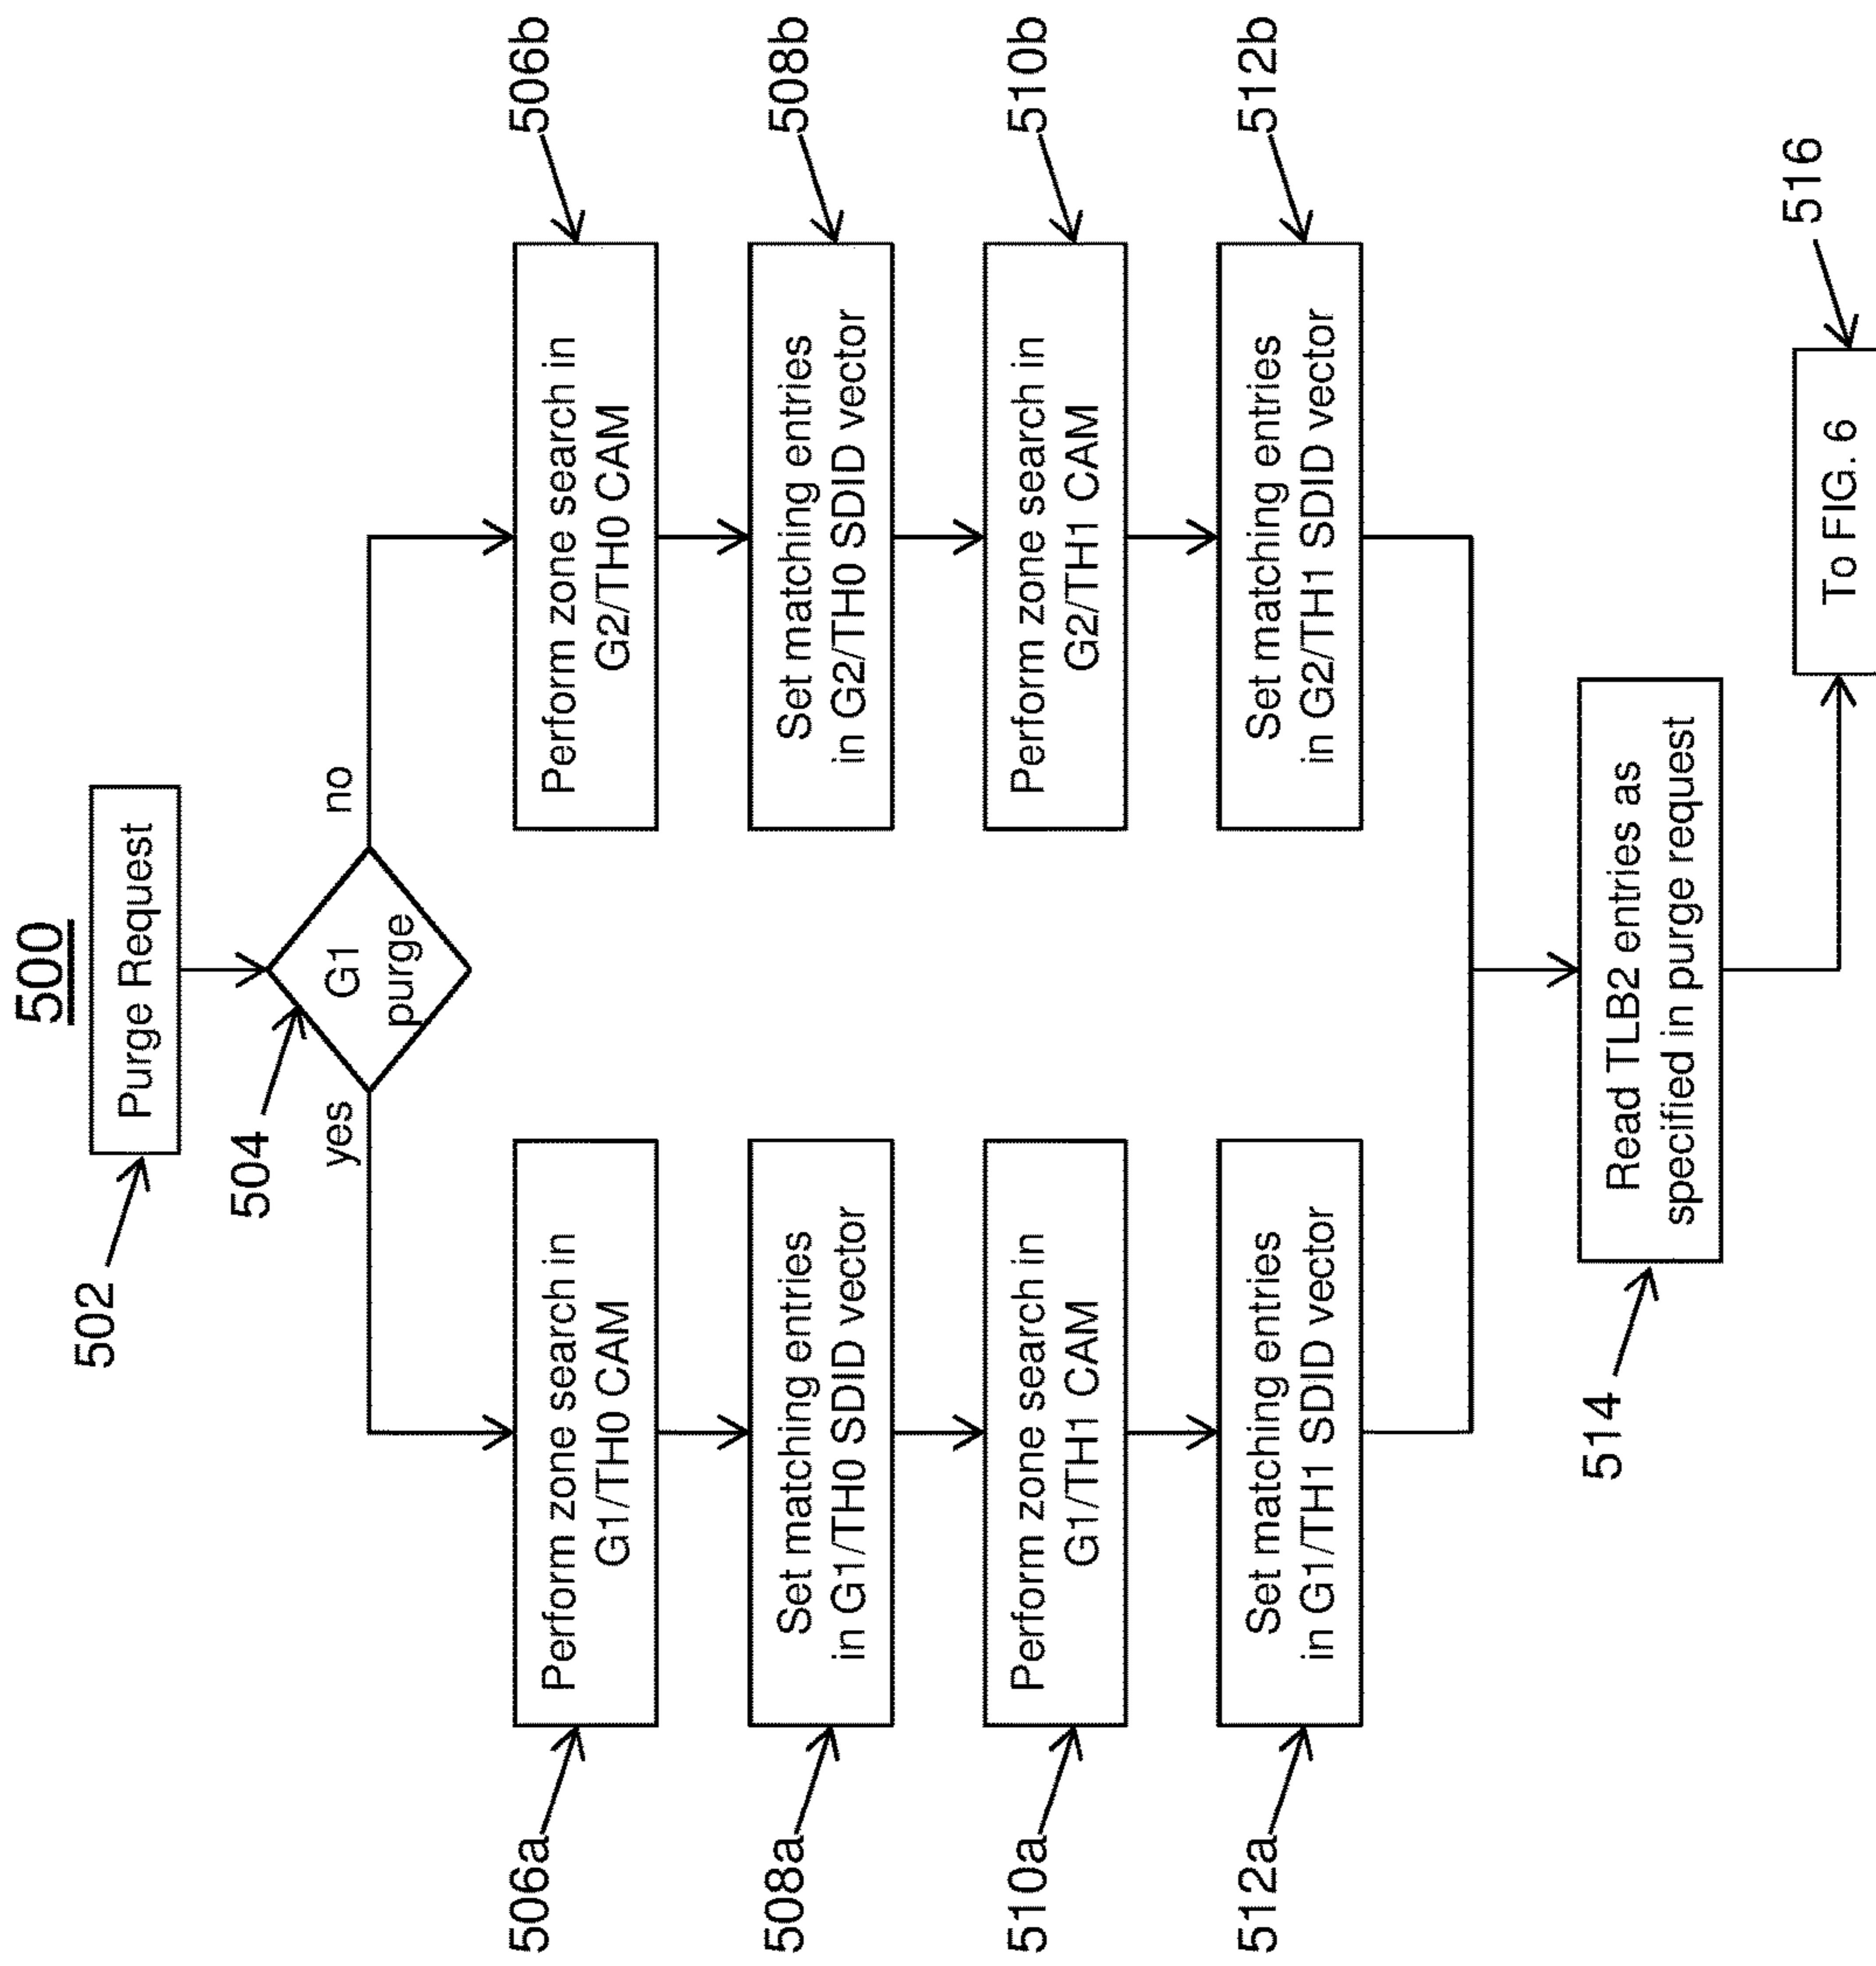 500
502
Purge Request
504
G1
purge
yes
no
506a
Perform zone search in
G1/TH0 CAM
Perform zone search in
G2/TH0 CAM
506b
508a
Set matching entries
in G1/TH0 SDID vector
Set matching entries
in G2/TH0 SDID vector
508b
510a
Perform zone search in
G1/TH1 CAM
Perform zone search in
G2/TH1 CAM
510b
512a
Set matching entries
in G1/TH1 SDID vector
Set matching entries
in G2/TH1 SDID vector
512b
514
Read TLB2 entries as
specified in purge request
516
To FIG. 6